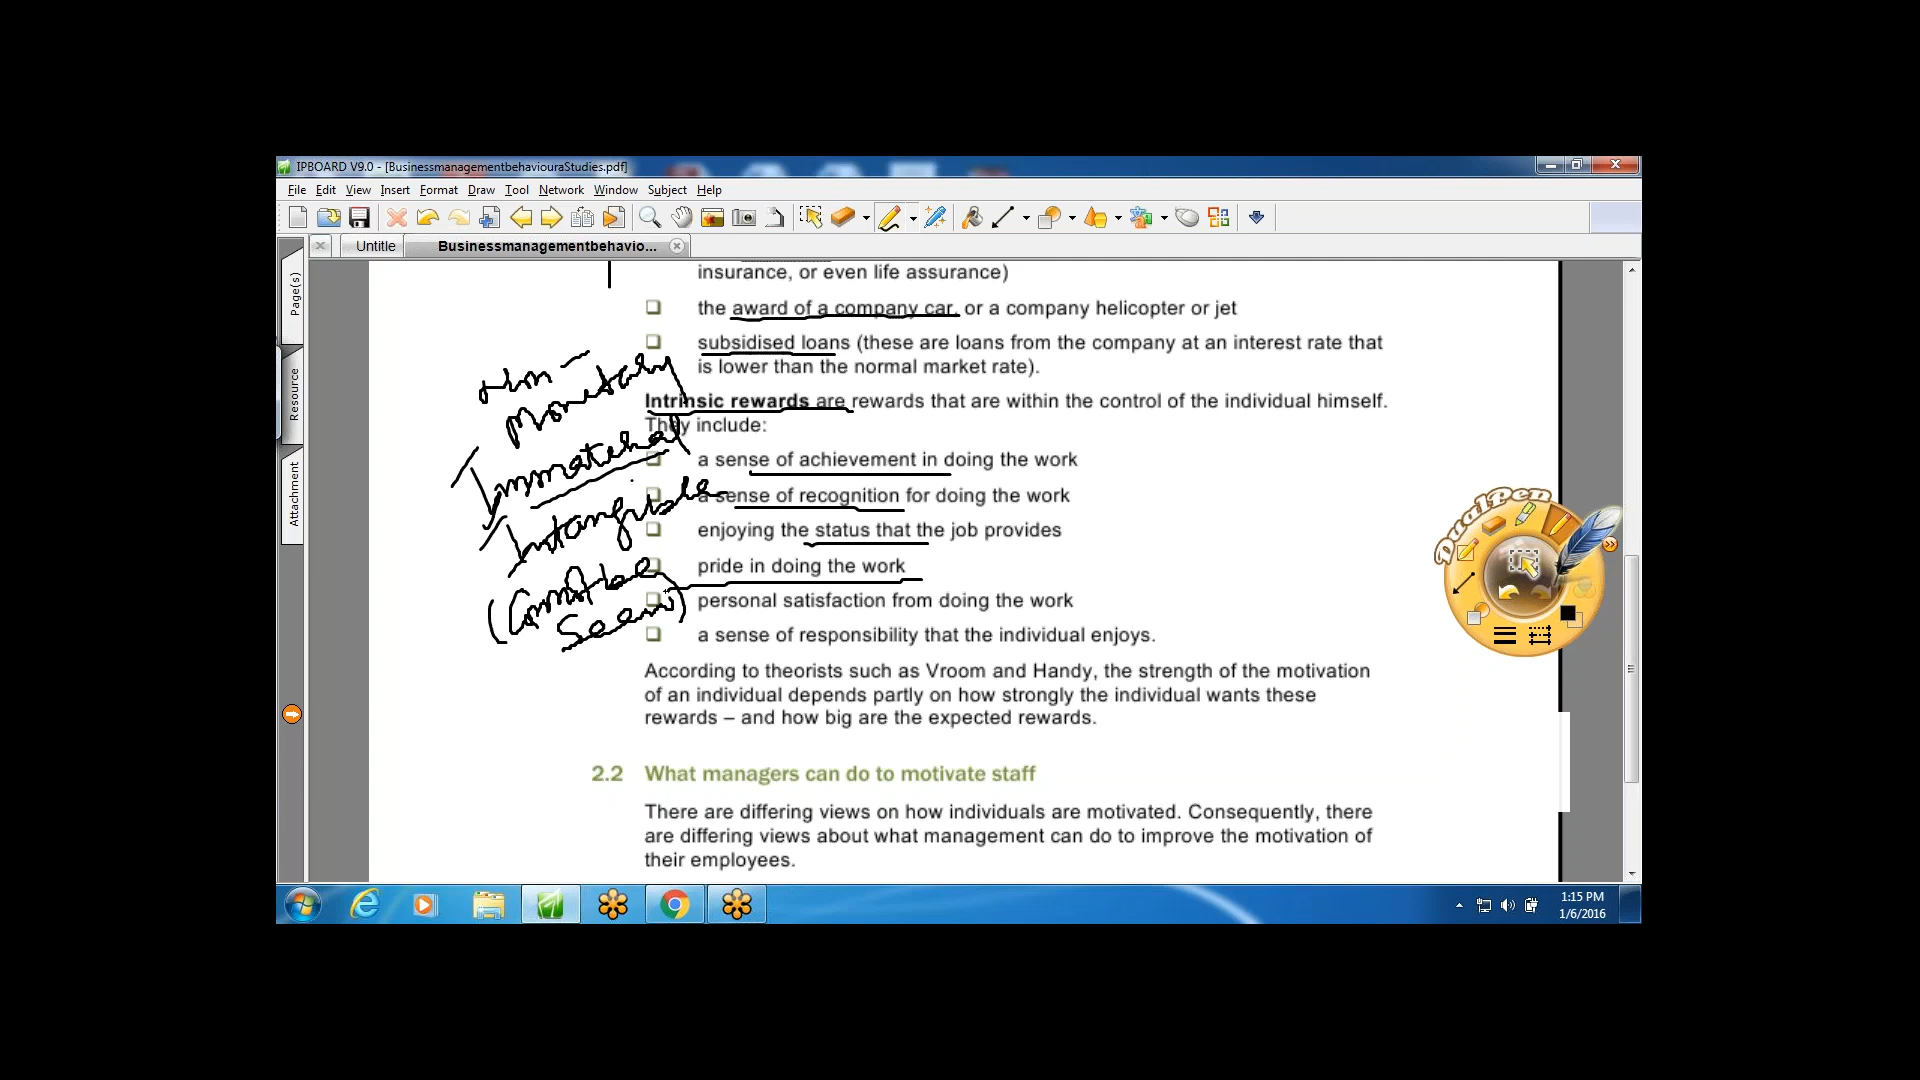 IPBOARD V9.0 - [BusinessmanagementbehaviouraStudies.pdf]
File Edit View Insert Format Draw Tool Network Window Subject Help
Untitle Businessmanagementbehavio...
Page(s)
Resource
Attachment
insurance, or even life assurance)
the award of a company car, or a company helicopter or jet
subsidised loans (these are loans from the company at an interest rate that
is lower than the normal market rate).
Intrinsic rewards are rewards that are within the control of the individual himself.
They include:
a sense of achievement in doing the work
a sense of recognition for doing the work
enjoying the status that the job provides
pride in doing the work
personal satisfaction from doing the work
a sense of responsibility that the individual enjoys.
Monetary
Immaterial
Intangible
Seen)
According to theorists such as Vroom and Handy, the strength of the motivation
of an individual depends partly on how strongly the individual wants these
rewards – and how big are the expected rewards.
2.2 What managers can do to motivate staff
There are differing views on how individuals are motivated. Consequently, there
are differing views about what management can do to improve the motivation of
their employees.
DualPen
1:15 PM
1/6/2016